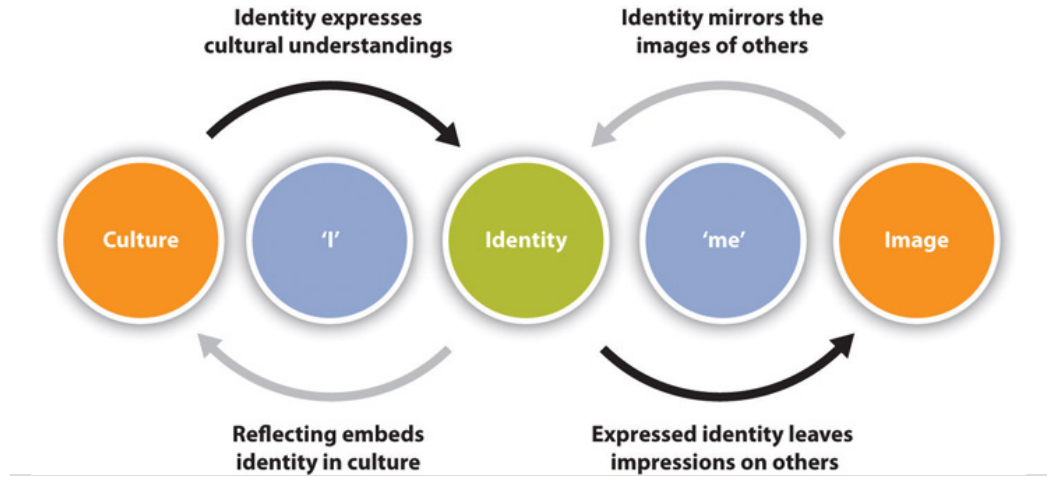 Identity expresses
cultural understandings
Identity mirrors the
images of others
Culture
‘I’
Identity
‘me’
Image
Reflecting embeds
identity in culture
Expressed identity leaves
impressions on others